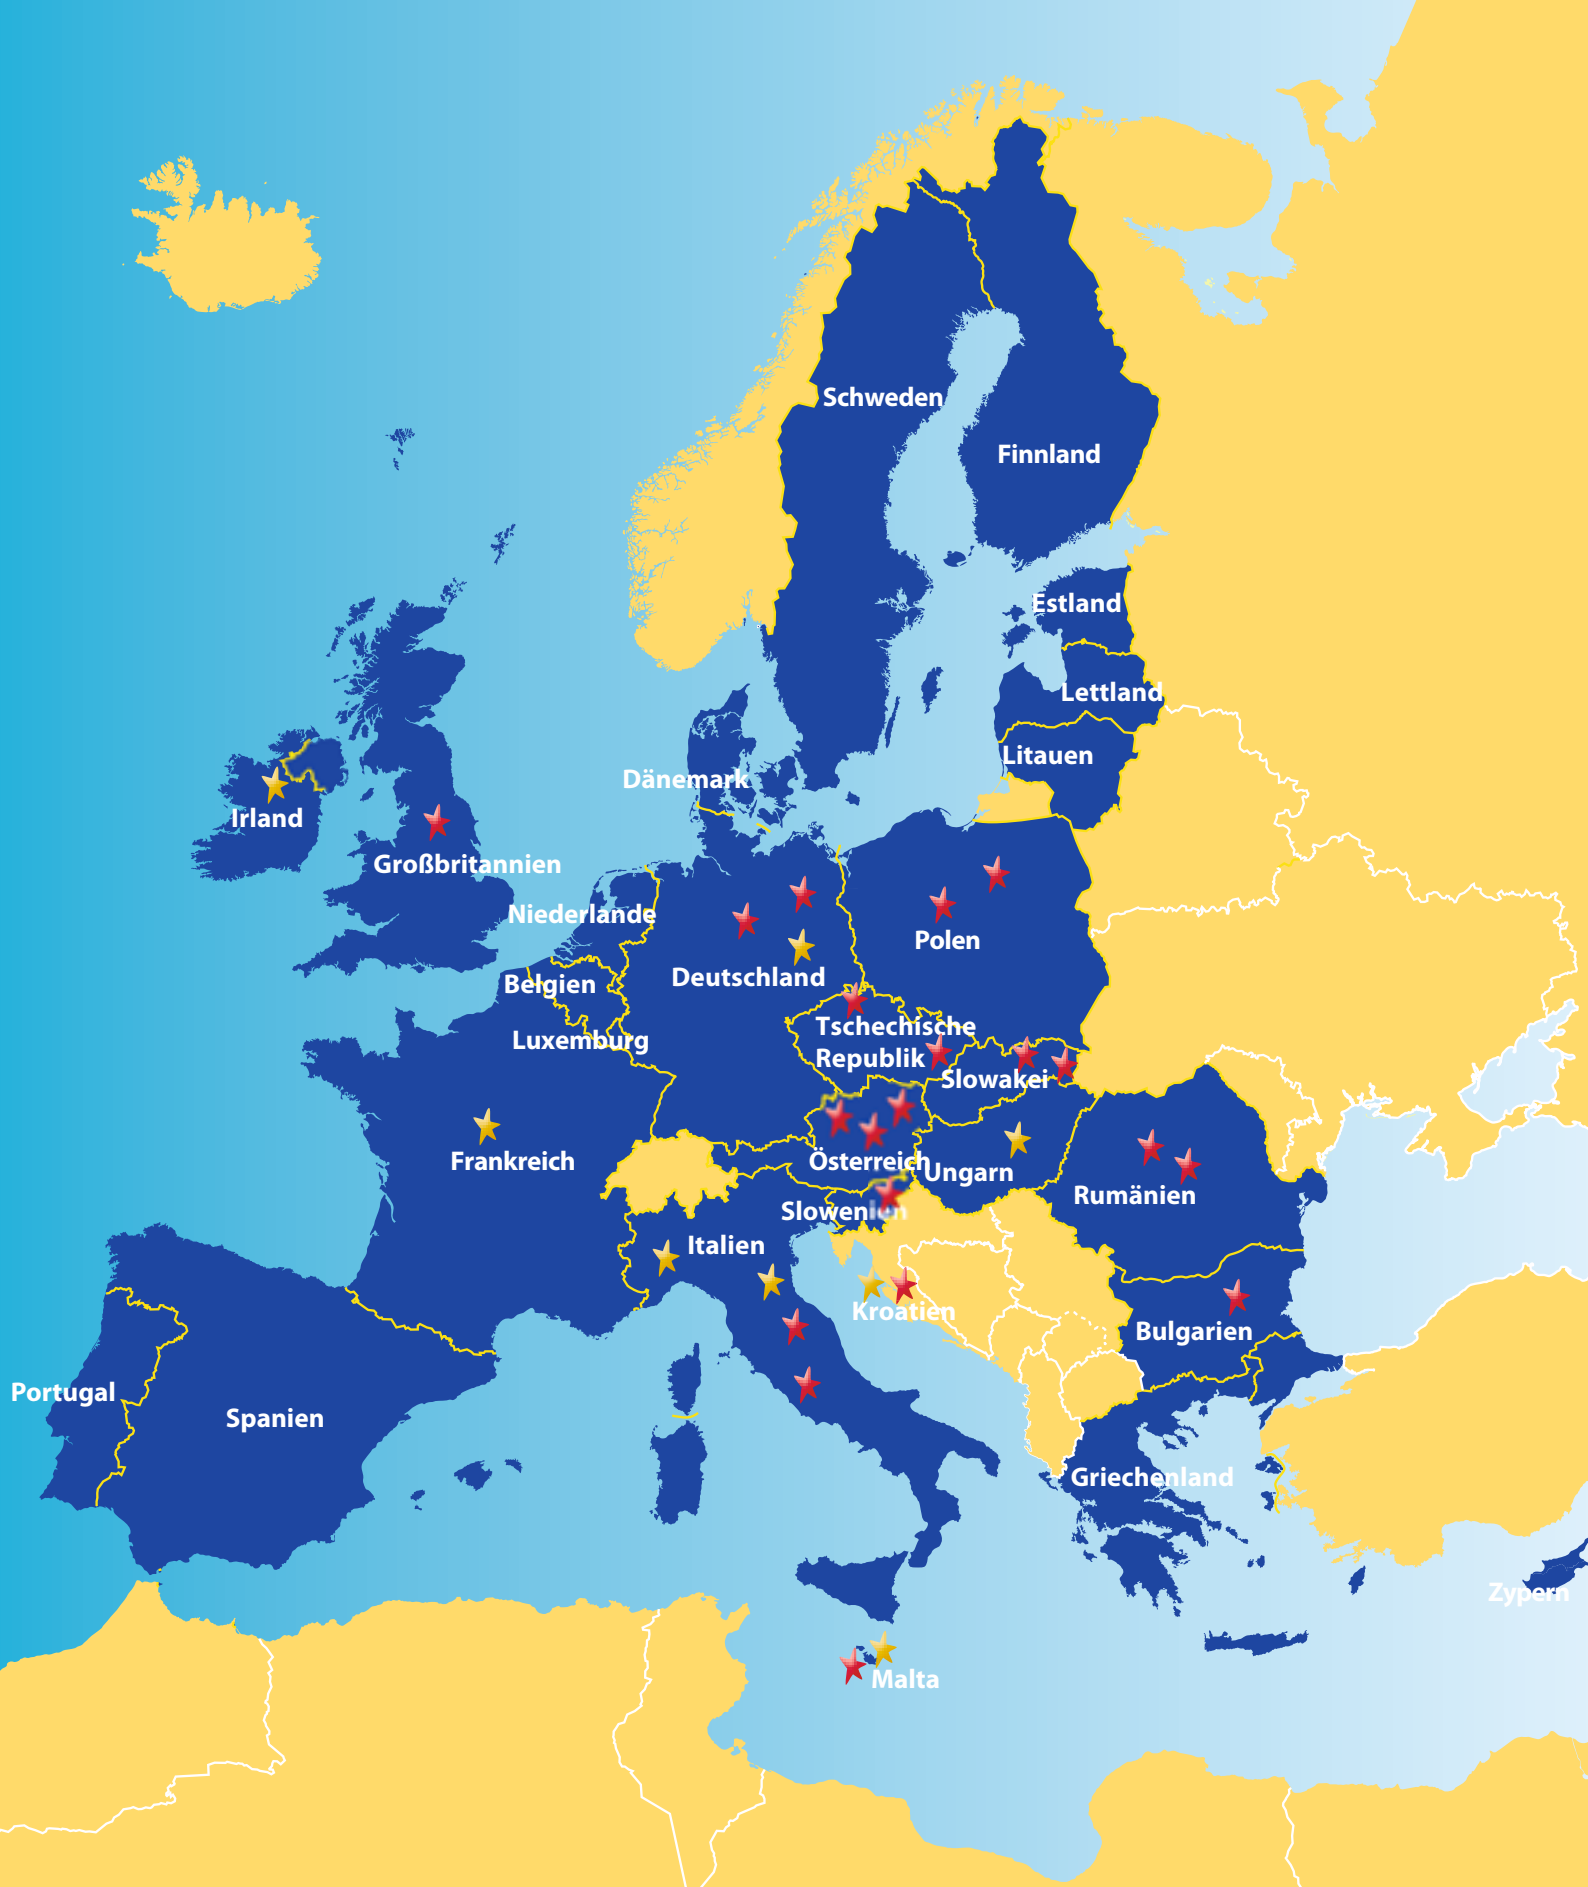 Schweden
Finnland
Estland
Lettland
Litauen
Dänemark
Irland
Großbritannien
Niederlande
Polen
Belgien
Deutschland
Luxemburg
Tschechische
Republik
Slowakei
Frankreich
Österreich
Ungarn
Rumänien
Slowenien
Italien
Kroatien
Bulgarien
Portugal
Spanien
Griechenland
Zypern
Malta